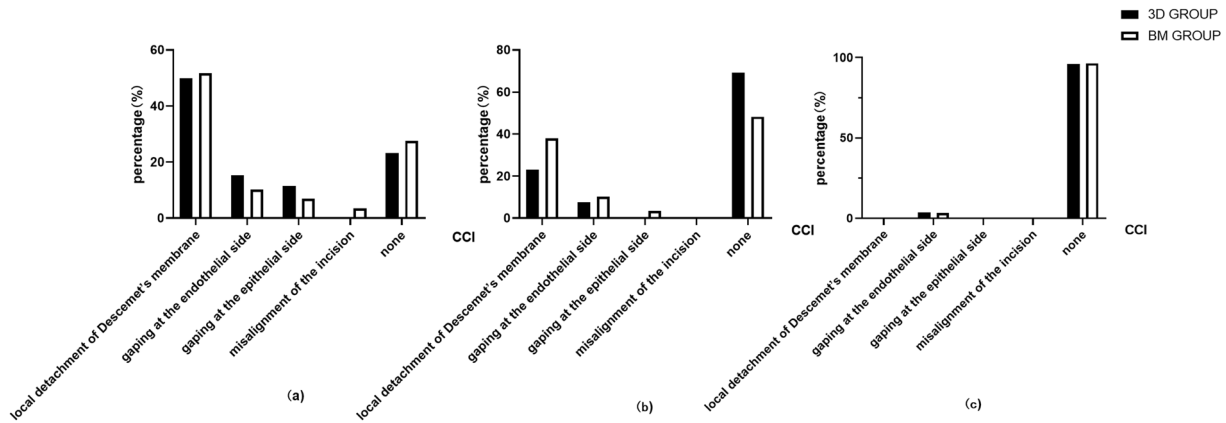 3D GROUP
BM GROUP
60
40
20
0
percentage（%）
local detachment of Descemet's membrane
gaping at the endothelial side
gaping at the epithelial side
misalignment of the incision
none
CCI
（a）
80
60
40
20
0
percentage（%）
local detachment of Descemet's membrane
gaping at the endothelial side
gaping at the epithelial side
misalignment of the incision
none
CCI
（b）
100
50
0
percentage（%）
local detachment of Descemet's membrane
gaping at the endothelial side
gaping at the epithelial side
misalignment of the incision
none
CCI
（c）